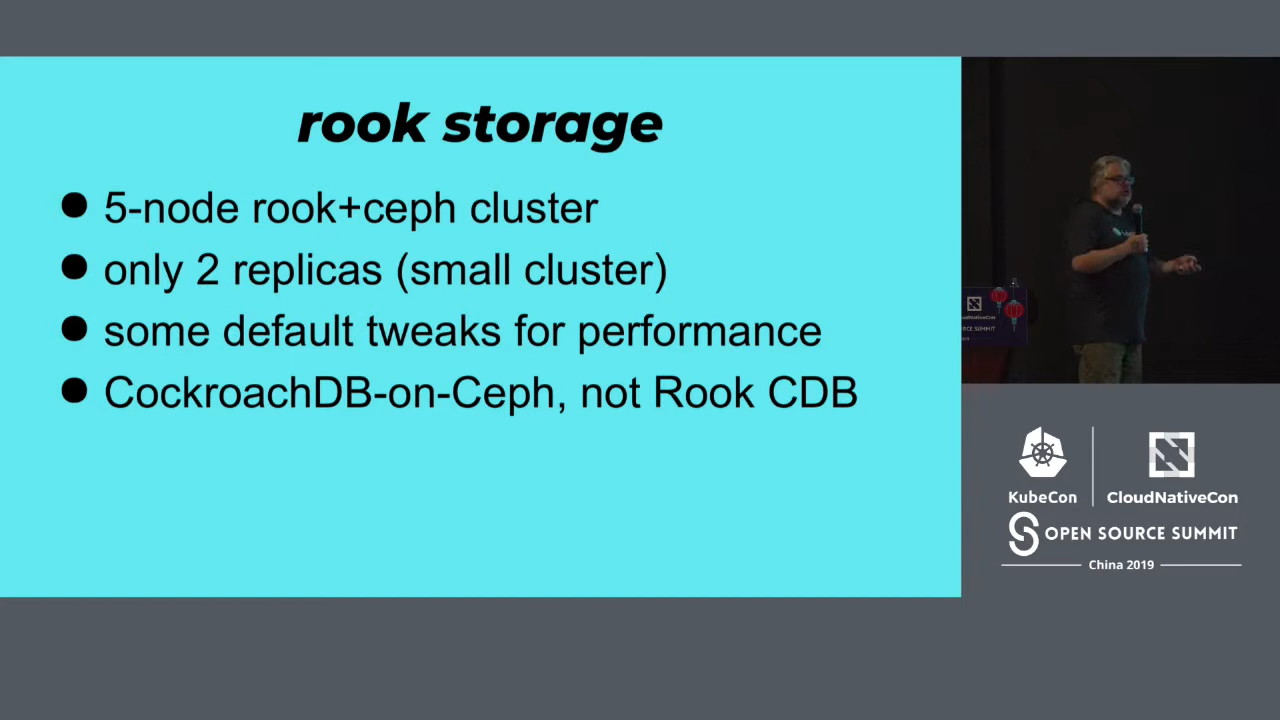 rook storage
● 5-node rook+ceph cluster
● only 2 replicas (small cluster)
● some default tweaks for performance
● CockroachDB-on-Ceph, not Rook CDB
CloudNativeCon
KubeCon
CloudNativeCon
OPEN SOURCE SUMMIT
China 2019